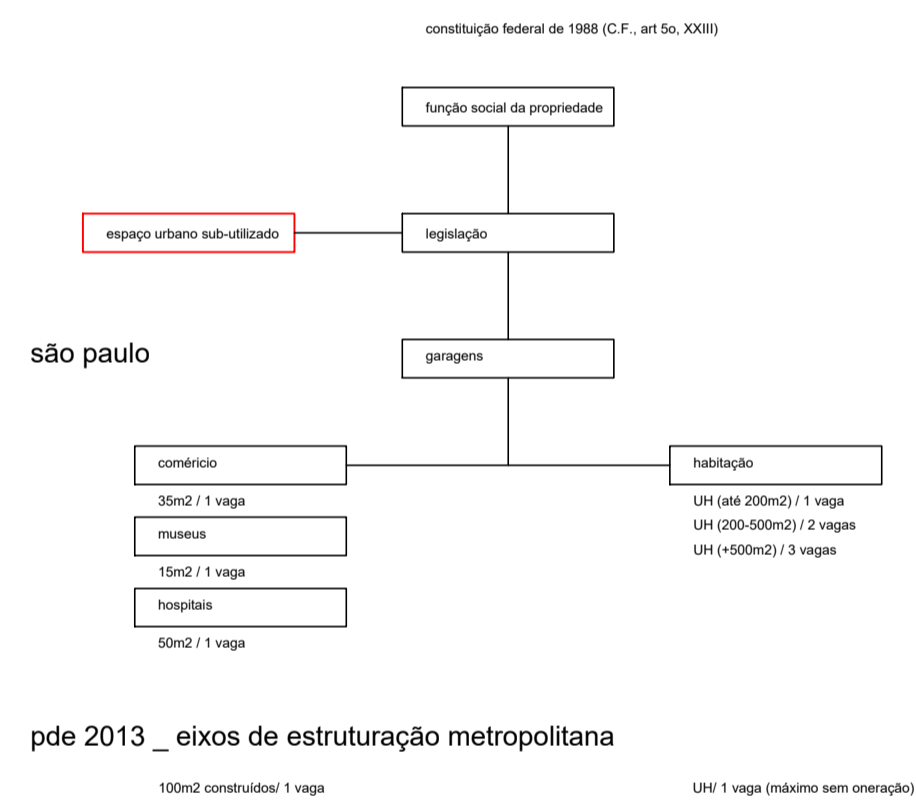 constituição federal de 1988 (C.F., art 5o, XXIII)
função social da propriedade
espaço urbano sub-utilizado
legislação
são paulo
garagens
coméricio
habitação
35m2 / 1 vaga
UH (até 200m2) / 1 vaga
UH (200-500m2) / 2 vagas
museus
UH (+500m2) / 3 vagas
15m2 / 1 vaga
hospitais
50m2 / 1 vaga
pde 2013 _ eixos de estruturação metropolitana
100m2 construídos/ 1 vaga
UH/ 1 vaga (máximo sem oneração)